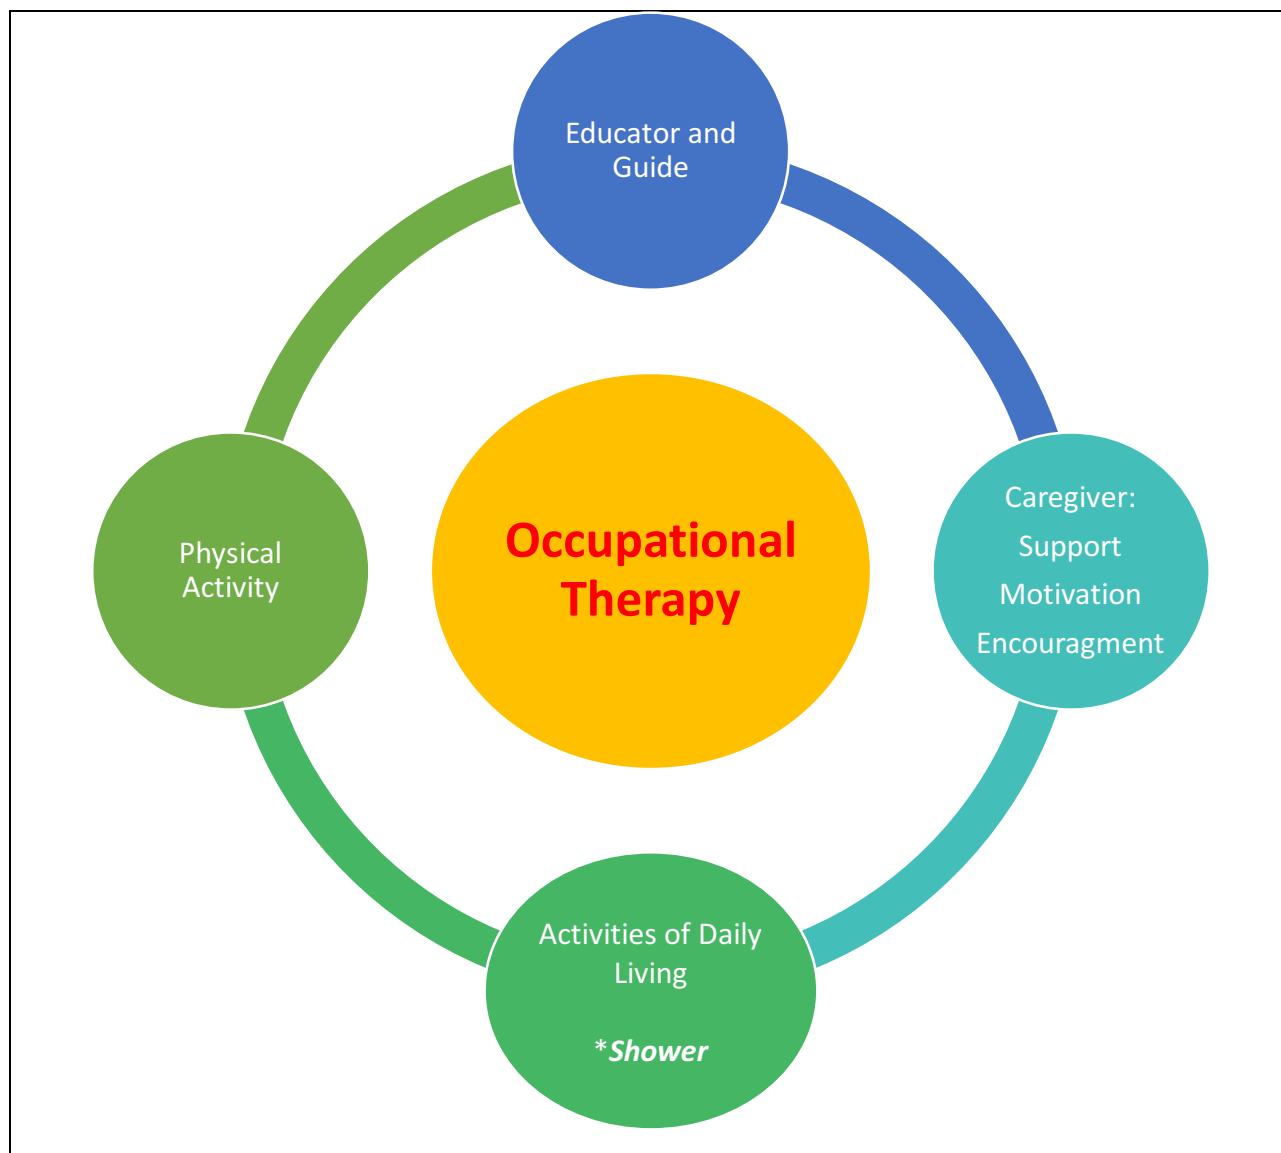 Educator and
Guide
Occupational
Therapy
Caregiver:
Support
Motivation
Encouragment
Physical
Activity
Activities of Daily
Living
*Shower